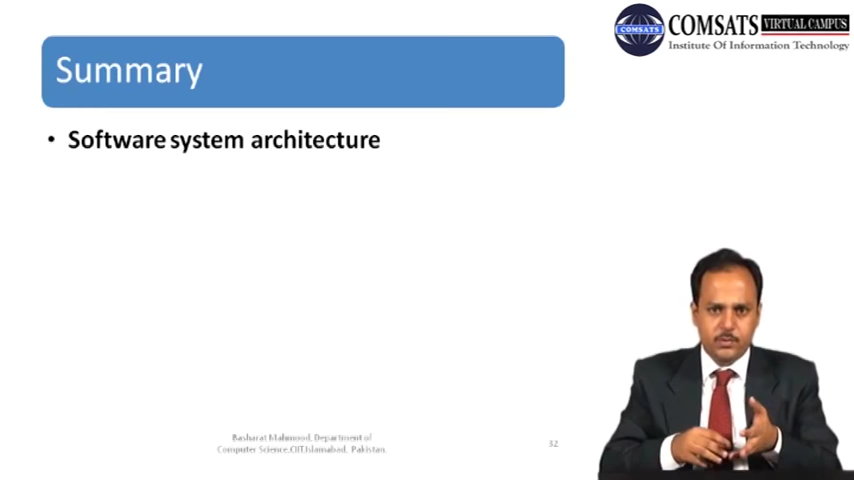 COMSATS VIRTUAL CAMPUS
COMSATS
Institute Of Information Technology
Summary
• Software system architecture
Basharat Mahmood, Department of
Computer Science,CIIT,Islamabad, Pakistan.
32